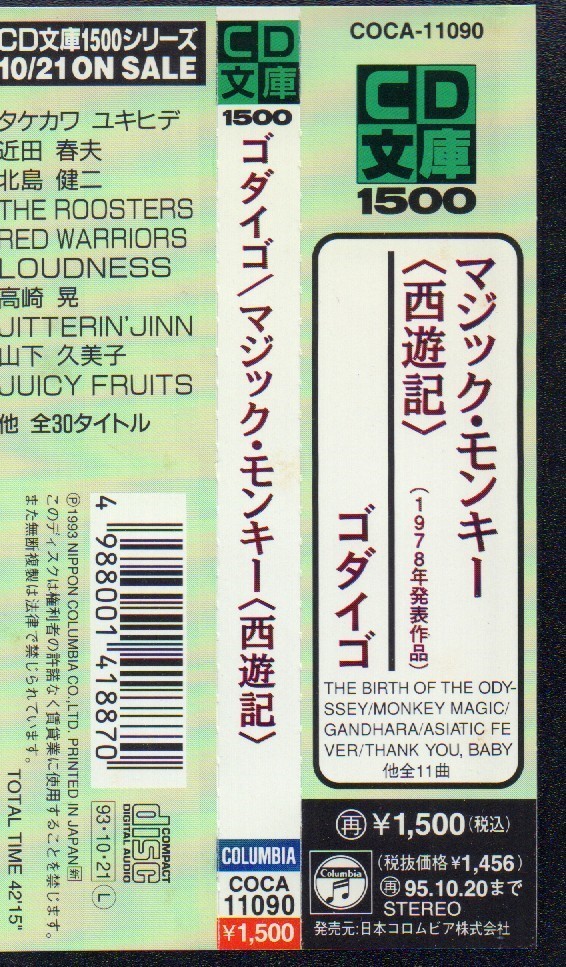 CD文庫1500シリーズ
10/21 ON SALE
タケカワ ユキヒデ
近田 春夫
北島 健二
THE ROOSTERS
RED WARRIORS
LOUDNESS
高崎 晃
JITTERIN'JINN
山下 久美子
JUICY FRUITS
他 全30タイトル
4 988001 418870
Ⓟ1993 NIPPON COLUMBIA CO.,LTD. PRINTED IN JAPAN 新
このディスクは権利者の許諾なく賃貸業に使用することを禁じます。
また無断複製は法律で禁じられています。
TOTAL TIME 42'15"
COMPACT
disc
DIGITAL AUDIO
93・10・21 Ⓛ
CD
文庫
1500
ゴダイゴ/マジック・モンキー〈西遊記〉
COLUMBIA
COCA
11090
¥1,500
COCA-11090
CD
文庫
1500
マジック・モンキー
〈西遊記〉
(1978年発表作品)
ゴダイゴ
THE BIRTH OF THE ODY-
SSEY/MONKEY MAGIC/
GANDHARA/ASIATIC FE
VER/THANK YOU, BABY
他全11曲
再 ¥1,500(税込)
Columbia
(税抜価格¥1,456)
再 95.10.20まで
STEREO
発売元:日本コロムビア株式会社